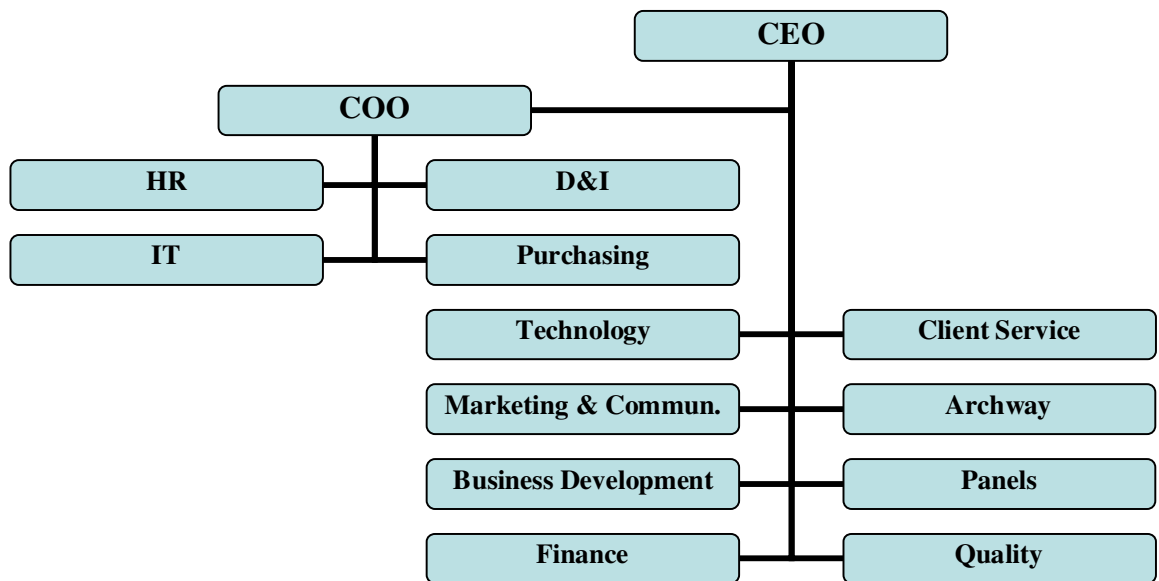 CEO
COO
HR
D&I
IT
Purchasing
Technology
Client Service
Marketing & Commun.
Archway
Business Development
Panels
Finance
Quality